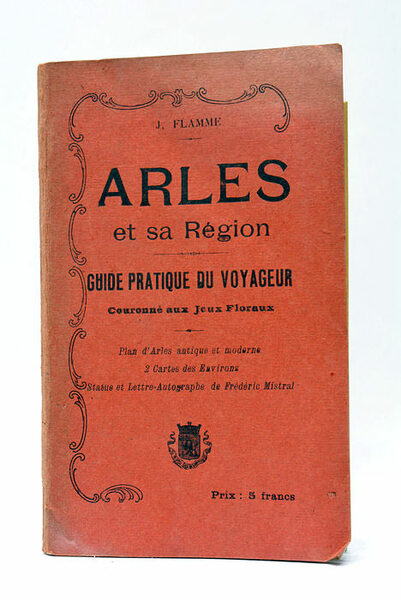 J. FLAMME
ARLES
et sa Région
GUIDE PRATIQUE DU VOYAGEUR
Couronné aux Jeux Floraux
Plan d'Arles antique et moderne
2 Cartes des Environs
Statue et Lettre-Autographe de Frédéric Mistral
Prix : 5 francs